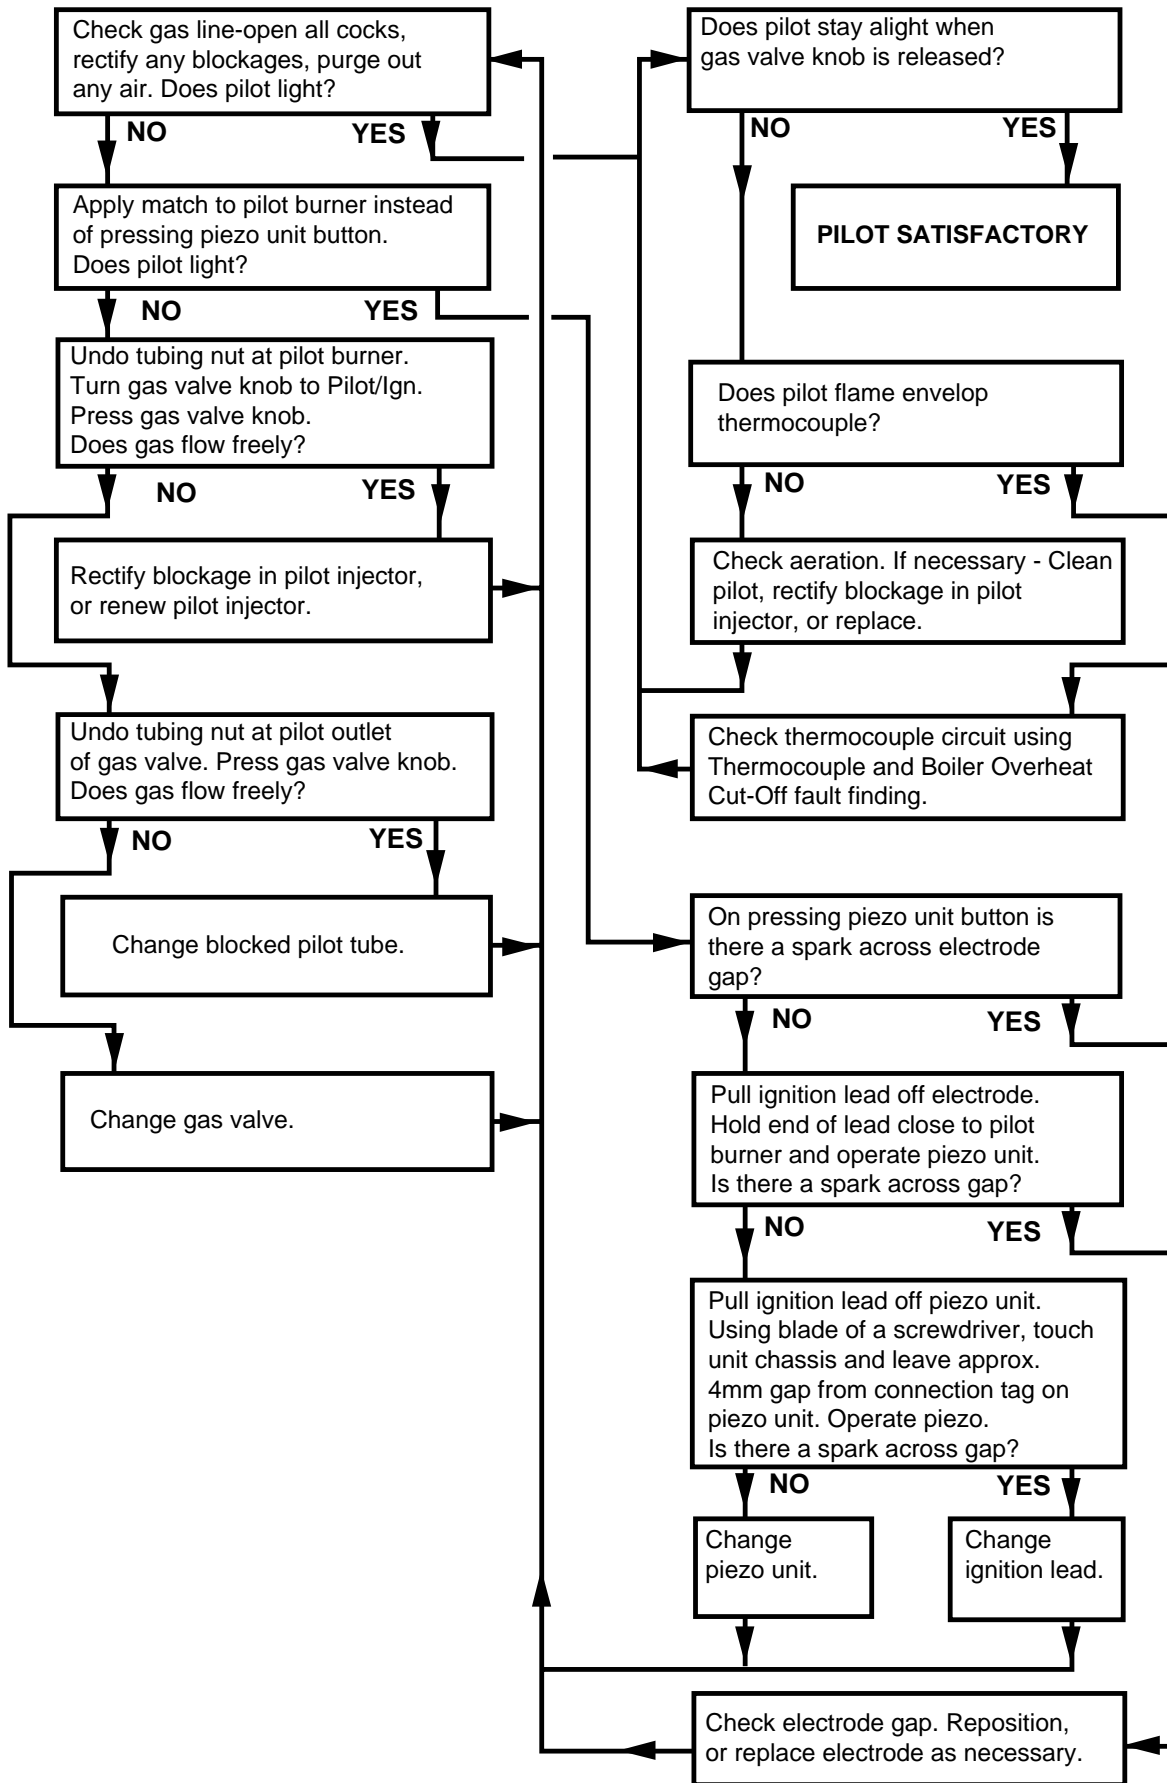 Check gas line-open all cocks,
rectify any blockages, purge out
any air. Does pilot light?
NO
YES
Apply match to pilot burner instead
of pressing piezo unit button.
Does pilot light?
NO
YES
Undo tubing nut at pilot burner.
Turn gas valve knob to Pilot/Ign.
Press gas valve knob.
Does gas flow freely?
NO
YES
Rectify blockage in pilot injector,
or renew pilot injector.
Undo tubing nut at pilot outlet
of gas valve. Press gas valve knob.
Does gas flow freely?
NO
YES
Change blocked pilot tube.
Change gas valve.
Does pilot stay alight when
gas valve knob is released?
NO
YES
PILOT SATISFACTORY
Does pilot flame envelop
thermocouple?
NO
YES
Check aeration. If necessary - Clean
pilot, rectify blockage in pilot
injector, or replace.
Check thermocouple circuit using
Thermocouple and Boiler Overheat
Cut-Off fault finding.
On pressing piezo unit button is
there a spark across electrode
gap?
NO
YES
Pull ignition lead off electrode.
Hold end of lead close to pilot
burner and operate piezo unit.
Is there a spark across gap?
NO
YES
Pull ignition lead off piezo unit.
Using blade of a screwdriver, touch
unit chassis and leave approx.
4mm gap from connection tag on
piezo unit. Operate piezo.
Is there a spark across gap?
NO
YES
Change
piezo unit.
Change
ignition lead.
Check electrode gap. Reposition,
or replace electrode as necessary.